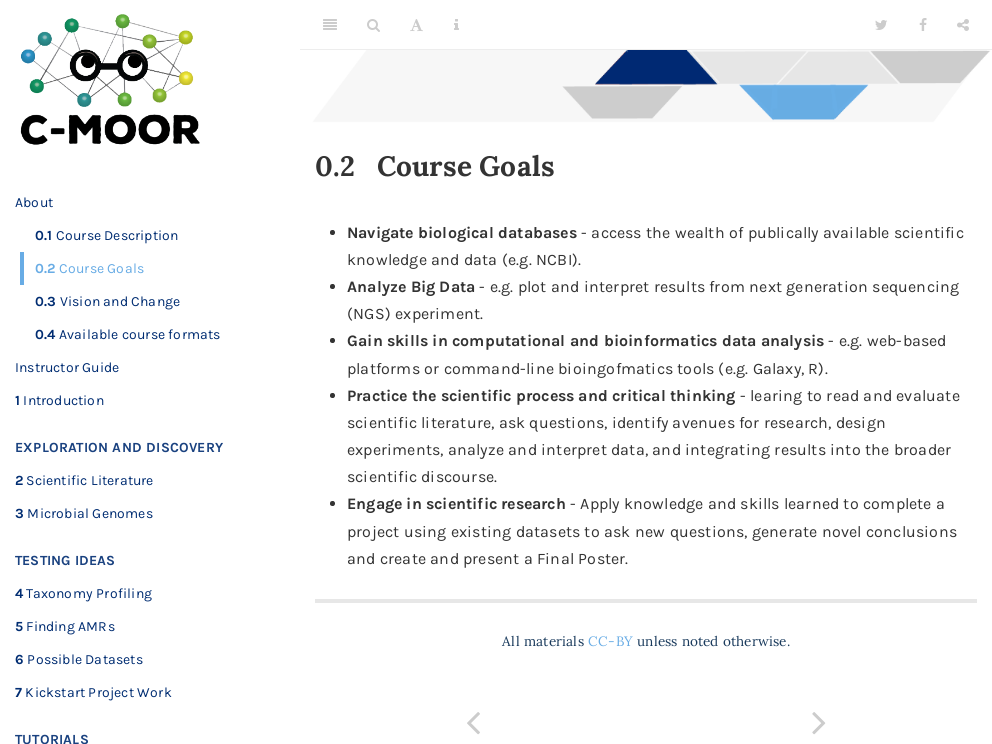 C-MOOR
About
0.1 Course Description
0.2 Course Goals
0.3 Vision and Change
0.4 Available course formats
Instructor Guide
1 Introduction
EXPLORATION AND DISCOVERY
2 Scientific Literature
3 Microbial Genomes
TESTING IDEAS
4 Taxonomy Profiling
5 Finding AMRs
6 Possible Datasets
7 Kickstart Project Work
TUTORIALS
A
i
0.2 Course Goals
• Navigate biological databases - access the wealth of publically available scientific
knowledge and data (e.g. NCBI).
• Analyze Big Data - e.g. plot and interpret results from next generation sequencing
(NGS) experiment.
• Gain skills in computational and bioinformatics data analysis - e.g. web-based
platforms or command-line bioingofmatics tools (e.g. Galaxy, R).
• Practice the scientific process and critical thinking - learing to read and evaluate
scientific literature, ask questions, identify avenues for research, design
experiments, analyze and interpret data, and integrating results into the broader
scientific discourse.
• Engage in scientific research - Apply knowledge and skills learned to complete a
project using existing datasets to ask new questions, generate novel conclusions
and create and present a Final Poster.
All materials CC-BY unless noted otherwise.